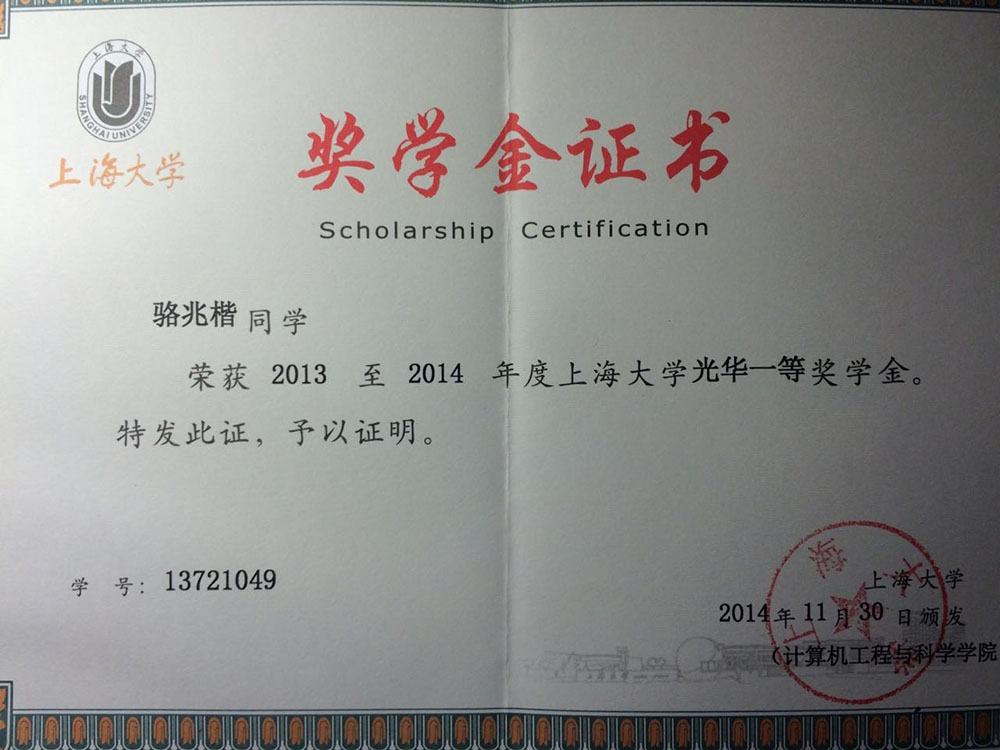 上海大学
SHANGHAI UNIVERSITY
上海大学
奖学金证书
Scholarship Certification
骆兆楷同学
荣获 2013 至 2014 年度上海大学光华一等奖学金。
特发此证，予以证明。
学 号：13721049
上海大学
2014年11月30日颁发
（计算机工程与科学学院